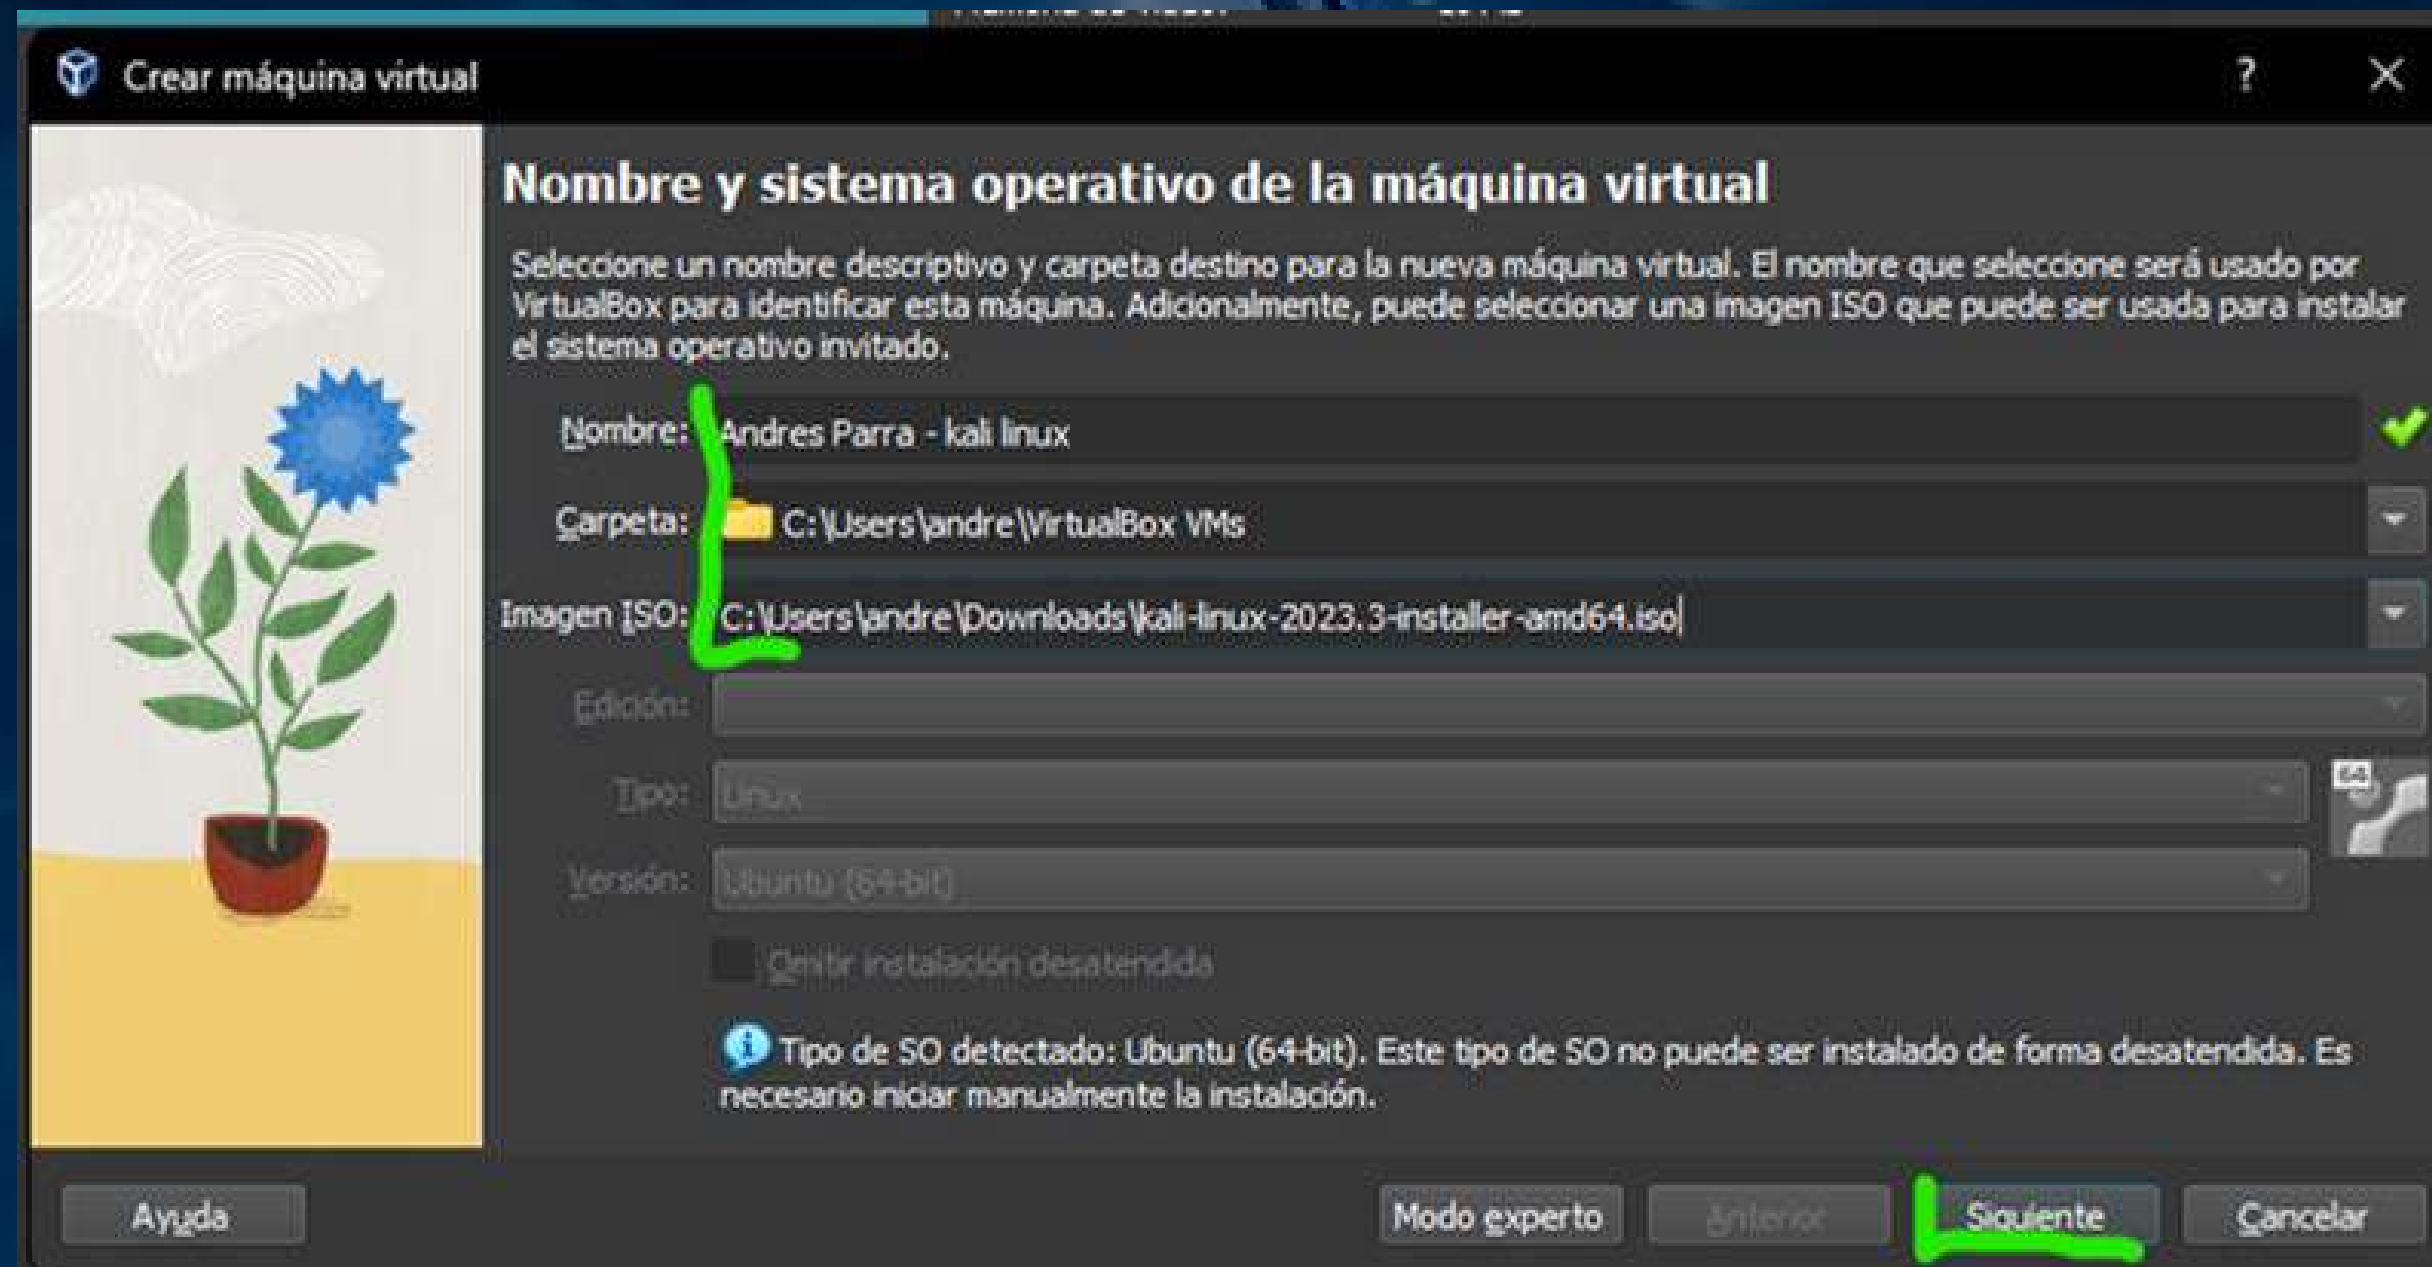 Crear máquina virtual
?
Nombre y sistema operativo de la máquina virtual
Seleccione un nombre descriptivo y carpeta destino para la nueva máquina virtual. El nombre que seleccione será usado por
VirtualBox para identificar esta máquina. Adicionalmente, puede seleccionar una imagen ISO que puede ser usada para instalar
el sistema operativo invitado.
Nombre: Andres Parra - kali linux
Carpeta: C:\Users\andre\VirtualBox VMs
Imagen ISO: C:\Users\andre\Downloads\kali-linux-2023.3-installer-amd64.iso
Edición:
Tipo: Linux
64
Versión: Ubuntu (64-bit)
Omitir instalación desatendida
Tipo de SO detectado: Ubuntu (64-bit). Este tipo de SO no puede ser instalado de forma desatendida. Es
necesario iniciar manualmente la instalación.
Ayuda Modo experto Anterior Siguiente Cancelar